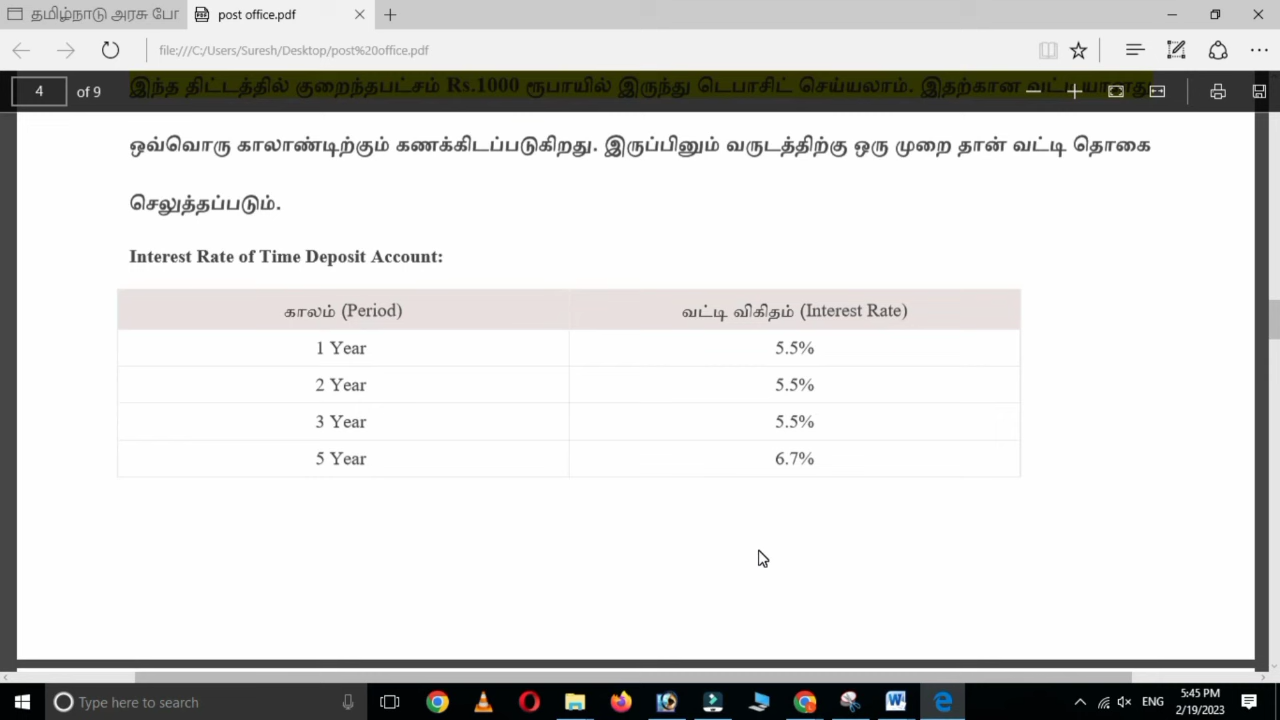 தமிழ்நாடு அரசு போ
post office.pdf
file:///C:/Users/Suresh/Desktop/post%20office.pdf
4 of 9
இந்த திட்டத்தில் குறைந்தபட்சம் Rs.1000 ரூபாயில் இருந்து டெபாசிட் செய்யலாம். இதற்கான வட்டியானது
ஒவ்வொரு காலாண்டிற்கும் கணக்கிடப்படுகிறது. இருப்பினும் வருடத்திற்கு ஒரு முறை தான் வட்டி தொகை
செலுத்தப்படும்.
Interest Rate of Time Deposit Account:
காலம் (Period) வட்டி விகிதம் (Interest Rate)
1 Year 5.5%
2 Year 5.5%
3 Year 5.5%
5 Year 6.7%
Type here to search
ENG
5:45 PM
2/19/2023